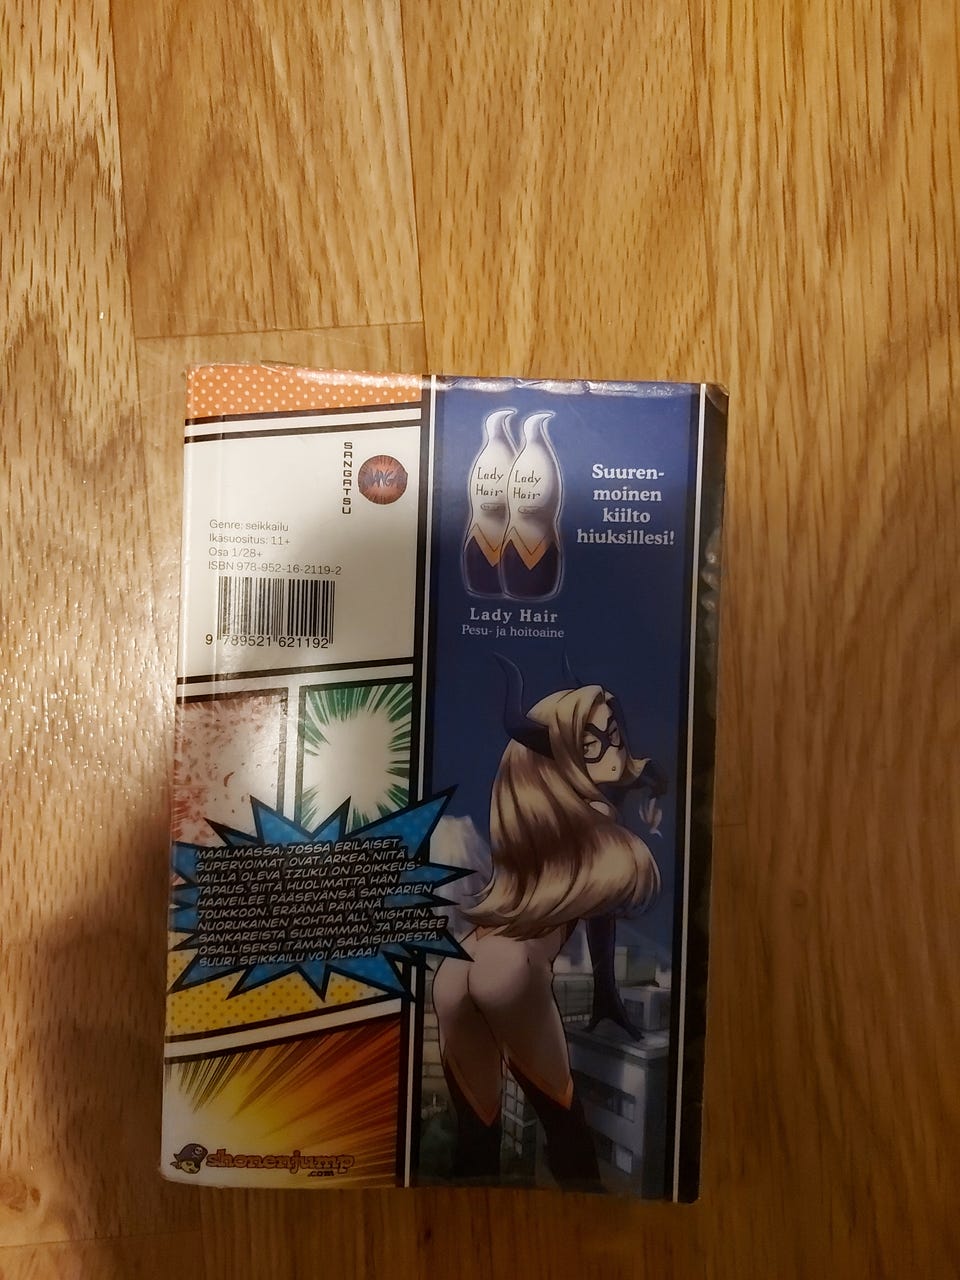 SANGATSU
MANGA
Genre: seikkailu
Ikäsuositus: 11+
Osa 1/28+
ISBN 978-952-16-2119-2
9 789521 621192
Lady
Hair
Lady
Hair
Suuren-
moinen
kiilto
hiuksillesi!
Lady Hair
Pesu- ja hoitoaine
MAAILMASSA, JOSSA ERILAISET
SUPERVOIMAT OVAT ARKEA, NIITÄ
VAILLA OLEVA IZUKU ON POIKKEUS-
TAPAUS. SIITÄ HUOLIMATTA HÄN
HAAVEILEE PÄÄSEVÄNSÄ SANKARIEN
JOUKKOON. ERÄÄNÄ PÄIVÄNÄ
NUORUKAINEN KOHTAA ALL MIGHTIN,
SANKAREISTA SUURIMMAN, JA PÄÄSEE
OSALLISEKSI TÄMÄN SALAISUUDESTA.
SUURI SEIKKAILU VOI ALKAA!
shonenjump
.com